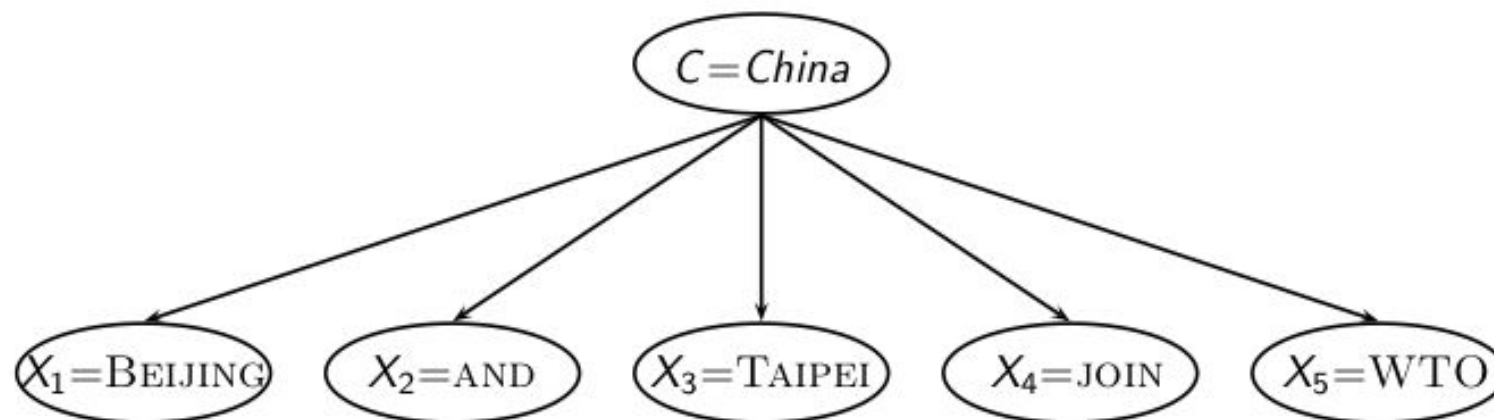 C=China
X₁=BEIJING X₂=AND X₃=TAIPEI X₄=JOIN X₅=WTO